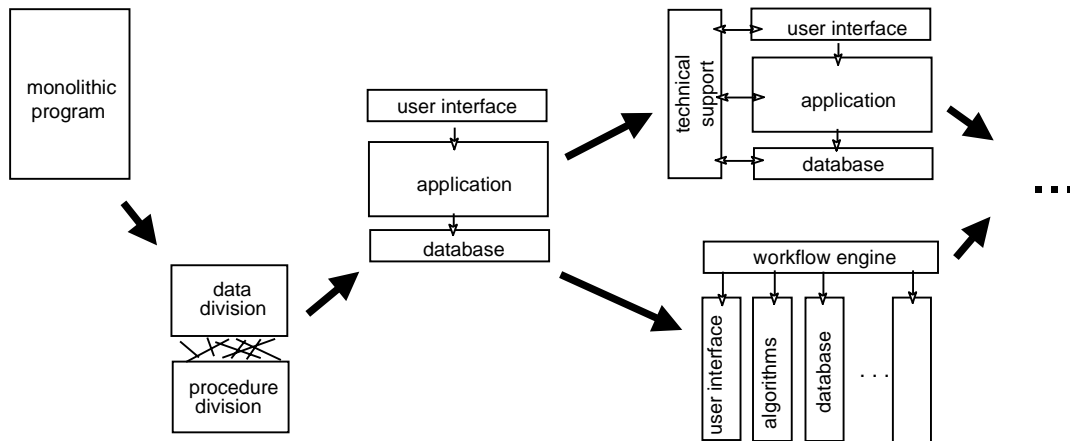 monolithic
program
data
division
procedure
division
user interface
application
database
technical
support
user interface
application
database
workflow engine
user interface
algorithms
database
. . .
...